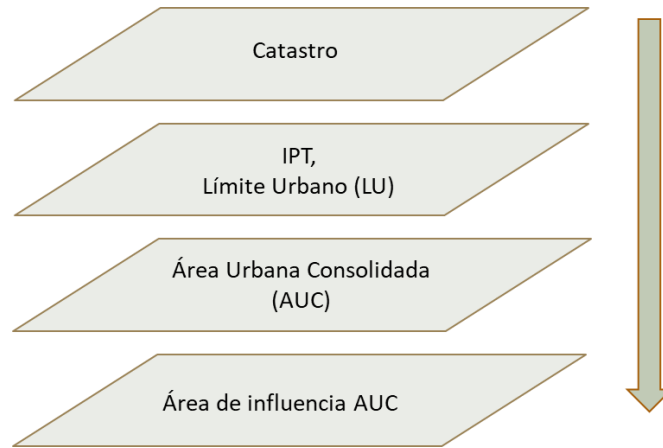 Catastro
IPT,
Límite Urbano (LU)
Área Urbana Consolidada
(AUC)
Área de influencia AUC